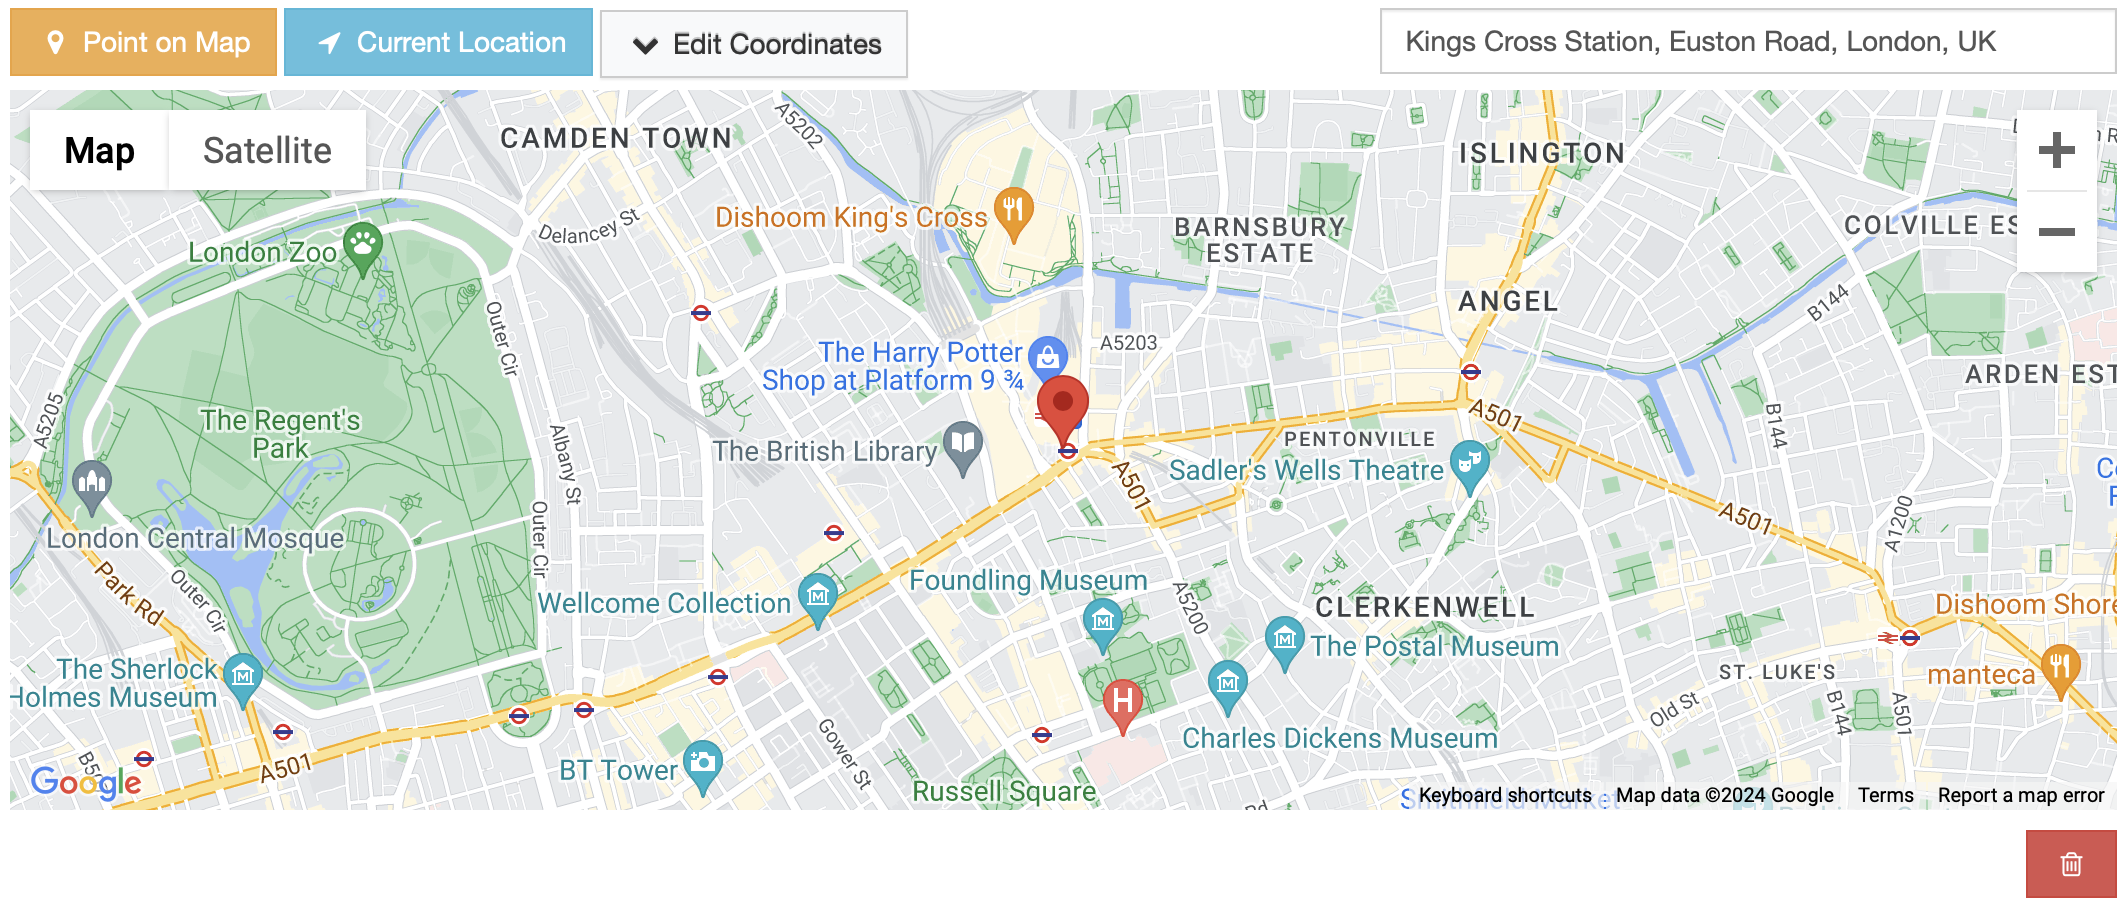 Point on Map
Current Location
Edit Coordinates
Kings Cross Station, Euston Road, London, UK
Map
Satellite
CAMDEN TOWN
A5202
ISLINGTON
London Zoo
Delancey St
Dishoom King's Cross
BARNSBURY
ESTATE
COLVILLE ES
Outer Cir
ANGEL
B144
A5203
The Harry Potter
Shop at Platform 9 ¾
ARDEN EST
A5205
The Regent's
Park
Albany St
The British Library
A501
PENTONVILLE
A501
B144
Sadler's Wells Theatre
London Central Mosque
Outer Cir
A501
A1200
Park Rd
Outer Cir
Wellcome Collection
Foundling Museum
A5200
CLERKENWELL
Dishoom Shore
The Postal Museum
The Sherlock
Holmes Museum
ST. LUKE'S
manteca
Old St
B144
A501
Charles Dickens Museum
Gower St
A501
BT Tower
Russell Square
Google
Smithfield Market
Keyboard shortcuts
Map data ©2024 Google
Terms
Report a map error